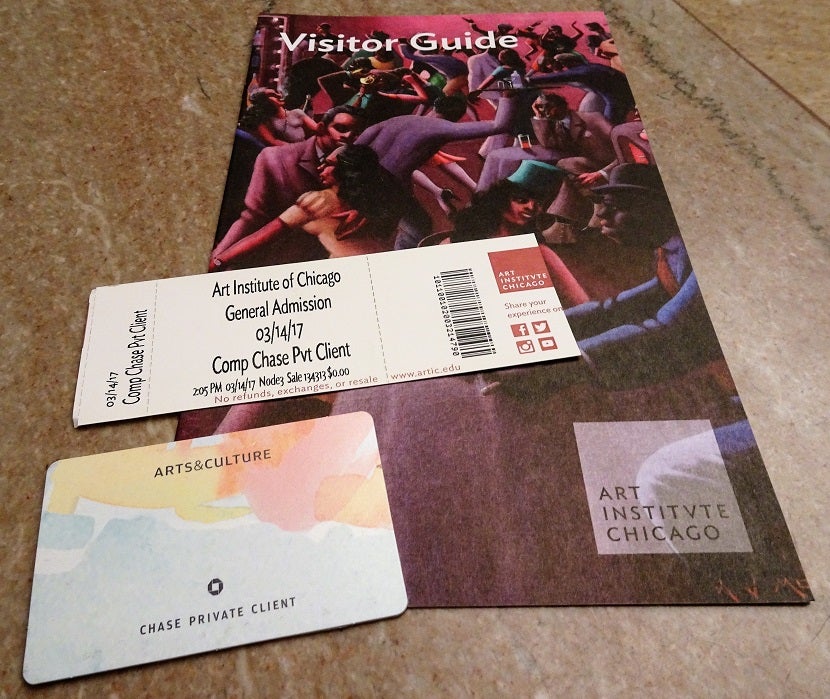 Visitor Guide
03/14/17
Comp Chase Pvt Client
Art Institute of Chicago
General Admission
03/14/17
Comp Chase Pvt Client
2:05 PM 03/14/17 Node3 Sale 134313 $0.00
No refunds, exchanges, or resale
www.artic.edu
ART
INSTITVTE
CHICAGO
Share your
experience on
ARTS&CULTURE
CHASE PRIVATE CLIENT
ART
INSTITVTE
CHICAGO